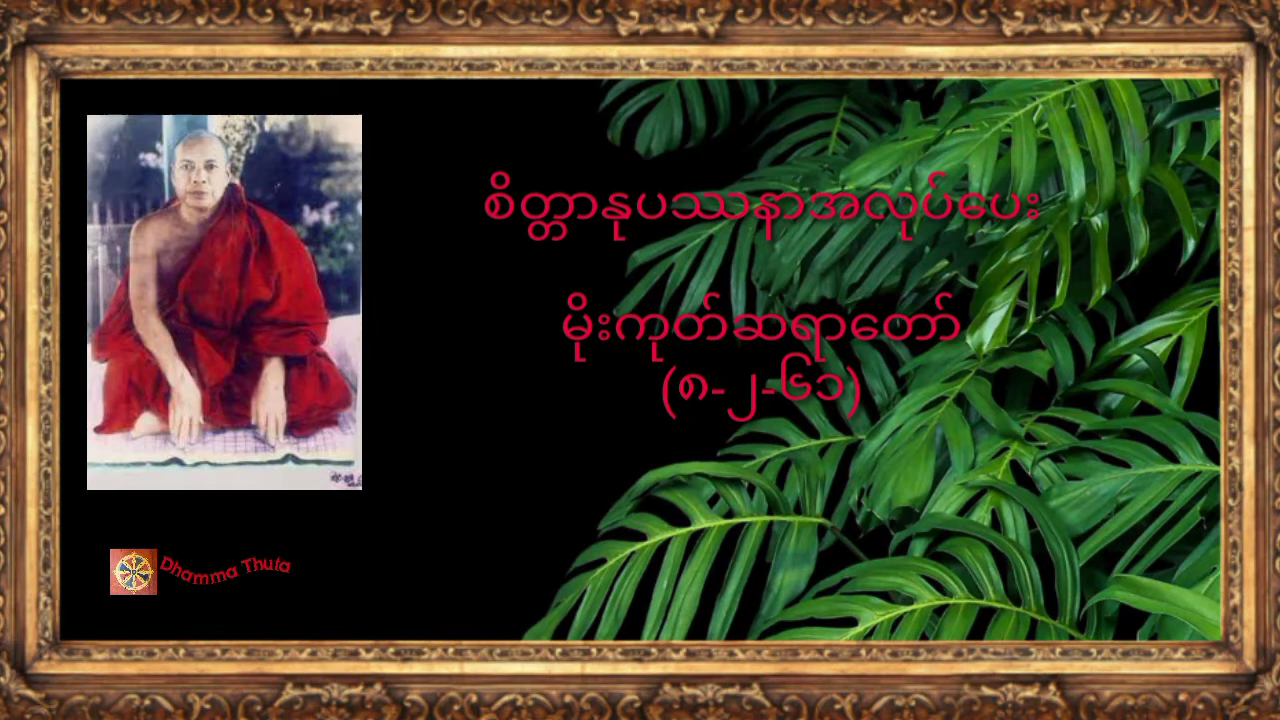 စိတ္တာနုပဿနာအလုပ်ပေး
မိုးကုတ်ဆရာတော်
(၈-၂-၆၁)
Dhamma Thuta